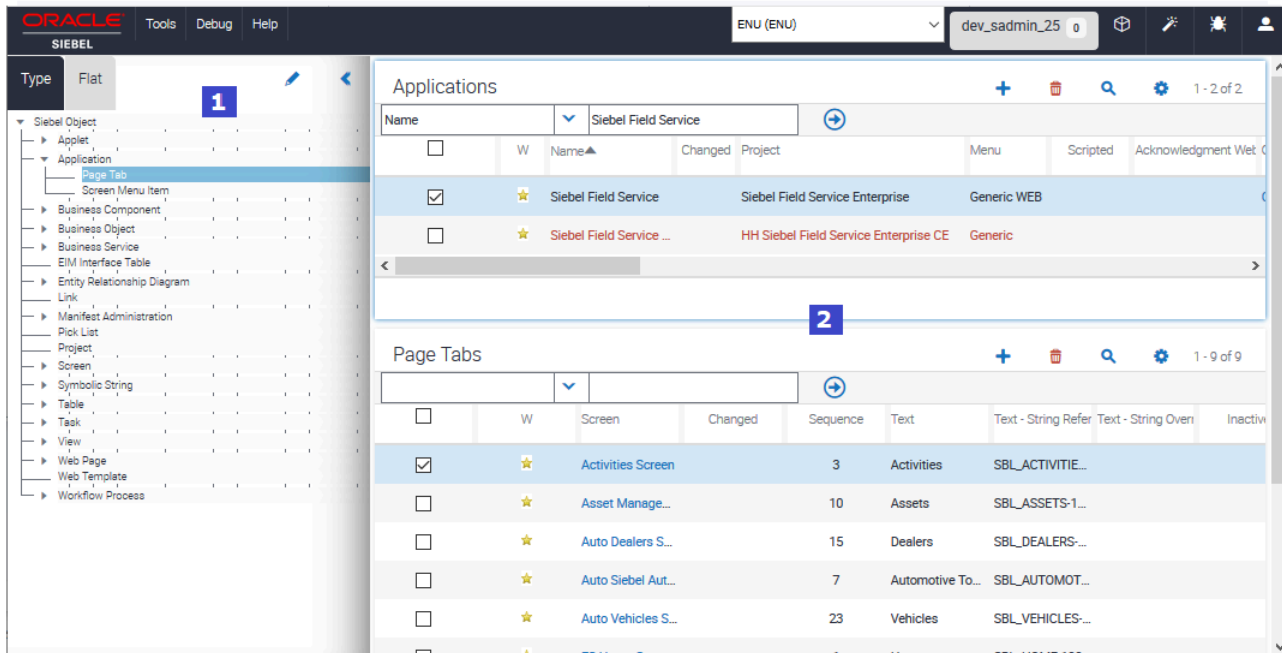 ORACLE
SIEBEL
Tools Debug Help
ENU (ENU)
dev_sadmin_25 0
Type Flat
1
Siebel Object
Applet
Application
Page Tab
Screen Menu Item
Business Component
Business Object
Business Service
EIM Interface Table
Entity Relationship Diagram
Link
Manifest Administration
Pick List
Project
Screen
Symbolic String
Table
Task
View
Web Page
Web Template
Workflow Process
Applications
1 - 2 of 2
Name Siebel Field Service
W Name Changed Project Menu Scripted Acknowledgment Web
Siebel Field Service Siebel Field Service Enterprise Generic WEB
Siebel Field Service ... HH Siebel Field Service Enterprise CE Generic
2
Page Tabs
1 - 9 of 9
W Screen Changed Sequence Text Text - String Refer Text - String Overr Inactive
Activities Screen 3 Activities SBL_ACTIVITIE...
Asset Manage... 10 Assets SBL_ASSETS-1...
Auto Dealers S... 15 Dealers SBL_DEALERS-...
Auto Siebel Aut... 7 Automotive To... SBL_AUTOMOT...
Auto Vehicles S... 23 Vehicles SBL_VEHICLES-...